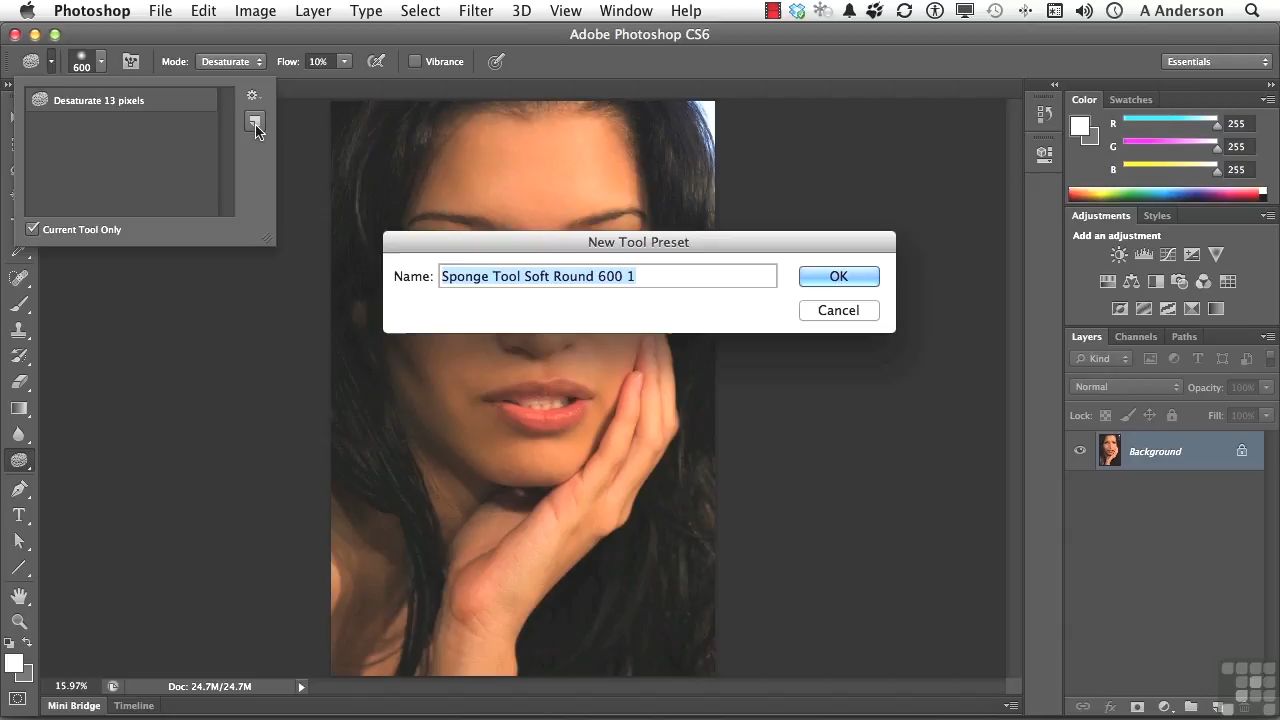 Photoshop File Edit Image Layer Type Select Filter 3D View Window Help A Anderson
Adobe Photoshop CS6
600 Mode: Desaturate Flow: 10% Vibrance Essentials
Desaturate 13 pixels
Current Tool Only
New Tool Preset
Name: Sponge Tool Soft Round 600 1 OK
Cancel
Color Swatches
R 255
G 255
B 255
Adjustments Styles
Add an adjustment
Layers Channels Paths
Kind
Normal Opacity: 100%
Lock: Fill: 100%
Background
15.97% Doc: 24.7M/24.7M
Mini Bridge Timeline